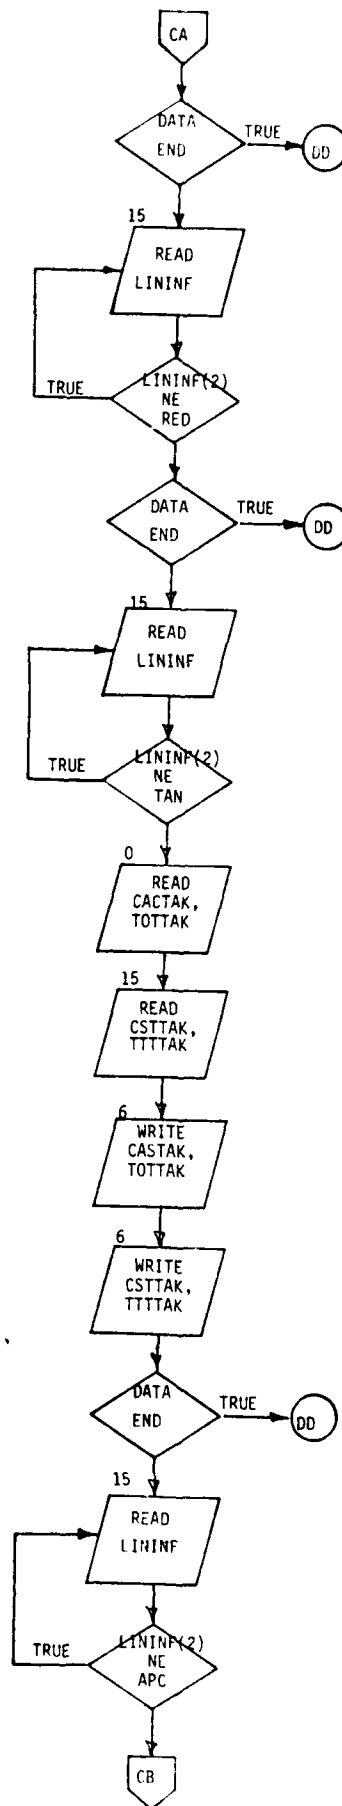 CA
DATA
END
TRUE
DD
15
READ
LININF
LININF(2)
NE
RED
TRUE
DATA
END
TRUE
DD
15
READ
LININF
LININF(2)
NE
TAN
TRUE
0
READ
CACTAK,
TOTTAK
15
READ
CSTTAK,
TTTTAK
6
WRITE
CASTAK,
TOTTAK
6
WRITE
CSTTAK,
TTTTAK
DATA
END
TRUE
DD
15
READ
LININF
LININF(2)
NE
APC
TRUE
CB